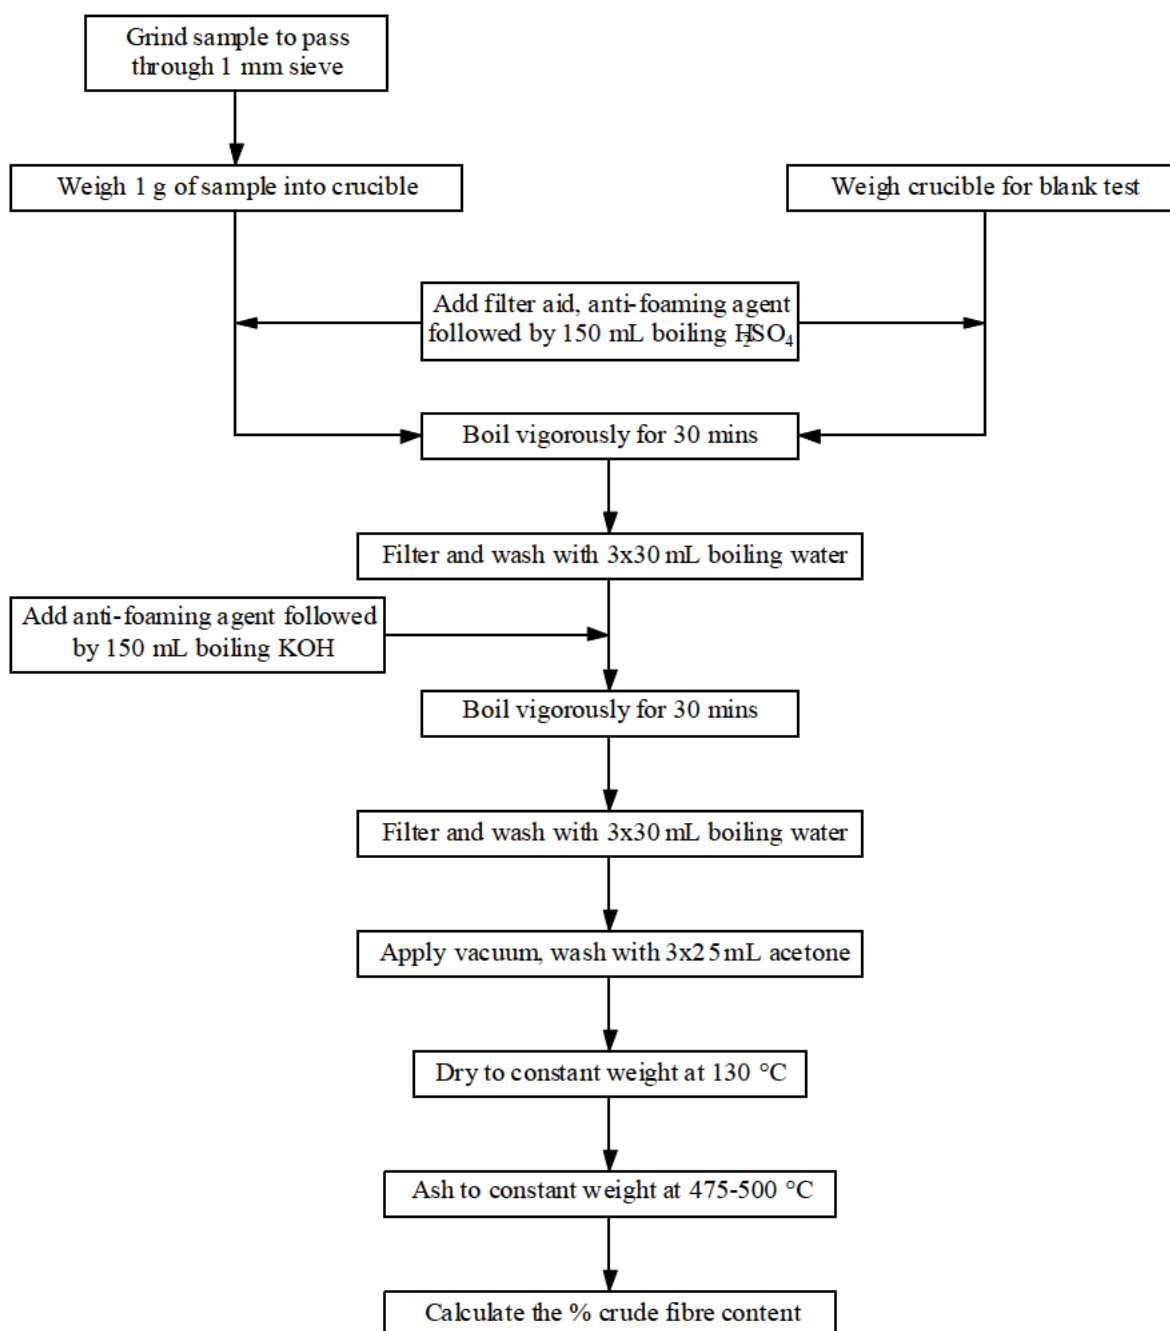 Grind sample to pass
through 1 mm sieve
Weigh 1 g of sample into crucible
Weigh crucible for blank test
Add filter aid, anti-foaming agent
followed by 150 mL boiling H₂SO₄
Boil vigorously for 30 mins
Filter and wash with 3x30 mL boiling water
Add anti-foaming agent followed
by 150 mL boiling KOH
Boil vigorously for 30 mins
Filter and wash with 3x30 mL boiling water
Apply vacuum, wash with 3x25 mL acetone
Dry to constant weight at 130 °C
Ash to constant weight at 475-500 °C
Calculate the % crude fibre content